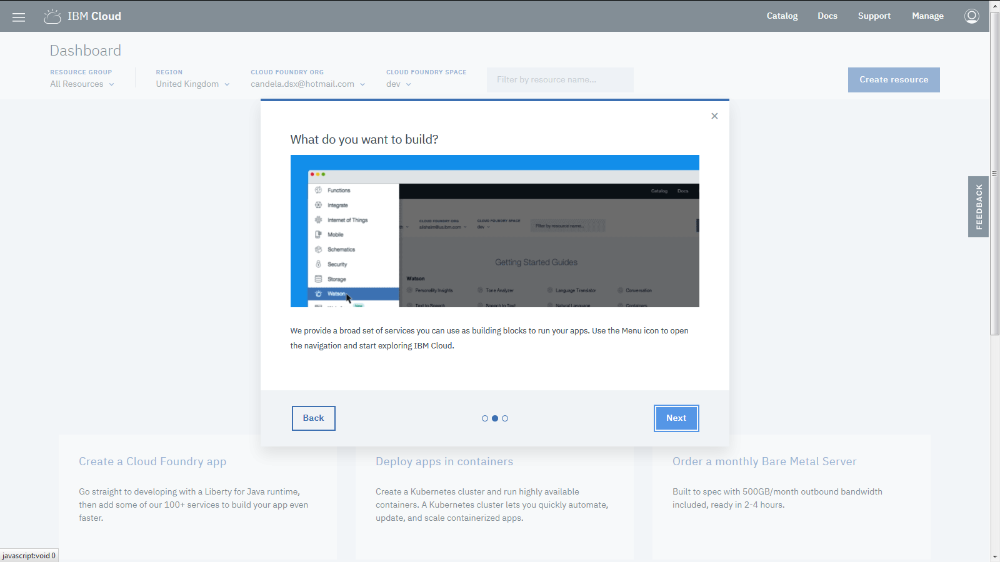 IBM Cloud
Catalog
Docs
Support
Manage
Dashboard
RESOURCE GROUP
All Resources
REGION
United Kingdom
CLOUD FOUNDRY ORG
candela.dsx@hotmail.com
CLOUD FOUNDRY SPACE
dev
Filter by resource name...
Create resource
What do you want to build?
Functions
Integrate
Internet of Things
Mobile
Schematics
Security
Storage
Watson
New
Catalog
Docs
CLOUD FOUNDRY ORG
CLOUD FOUNDRY SPACE
dev
Filter by resource name...
Getting Started Guides
Watson
Personality Insights
Tone Analyzer
Language Translator
Conversation
Text to Speech
Speech to Text
Natural Language
Containers
We provide a broad set of services you can use as building blocks to run your apps. Use the Menu icon to open
the navigation and start exploring IBM Cloud.
Back
Next
FEEDBACK
Create a Cloud Foundry app
Go straight to developing with a Liberty for Java runtime,
then add some of our 100+ services to build your app even
faster.
Deploy apps in containers
Create a Kubernetes cluster and run highly available
containers. A Kubernetes cluster lets you quickly automate,
update, and scale containerized apps.
Order a monthly Bare Metal Server
Built to spec with 500GB/month outbound bandwidth
included, ready in 2-4 hours.
javascript:void 0